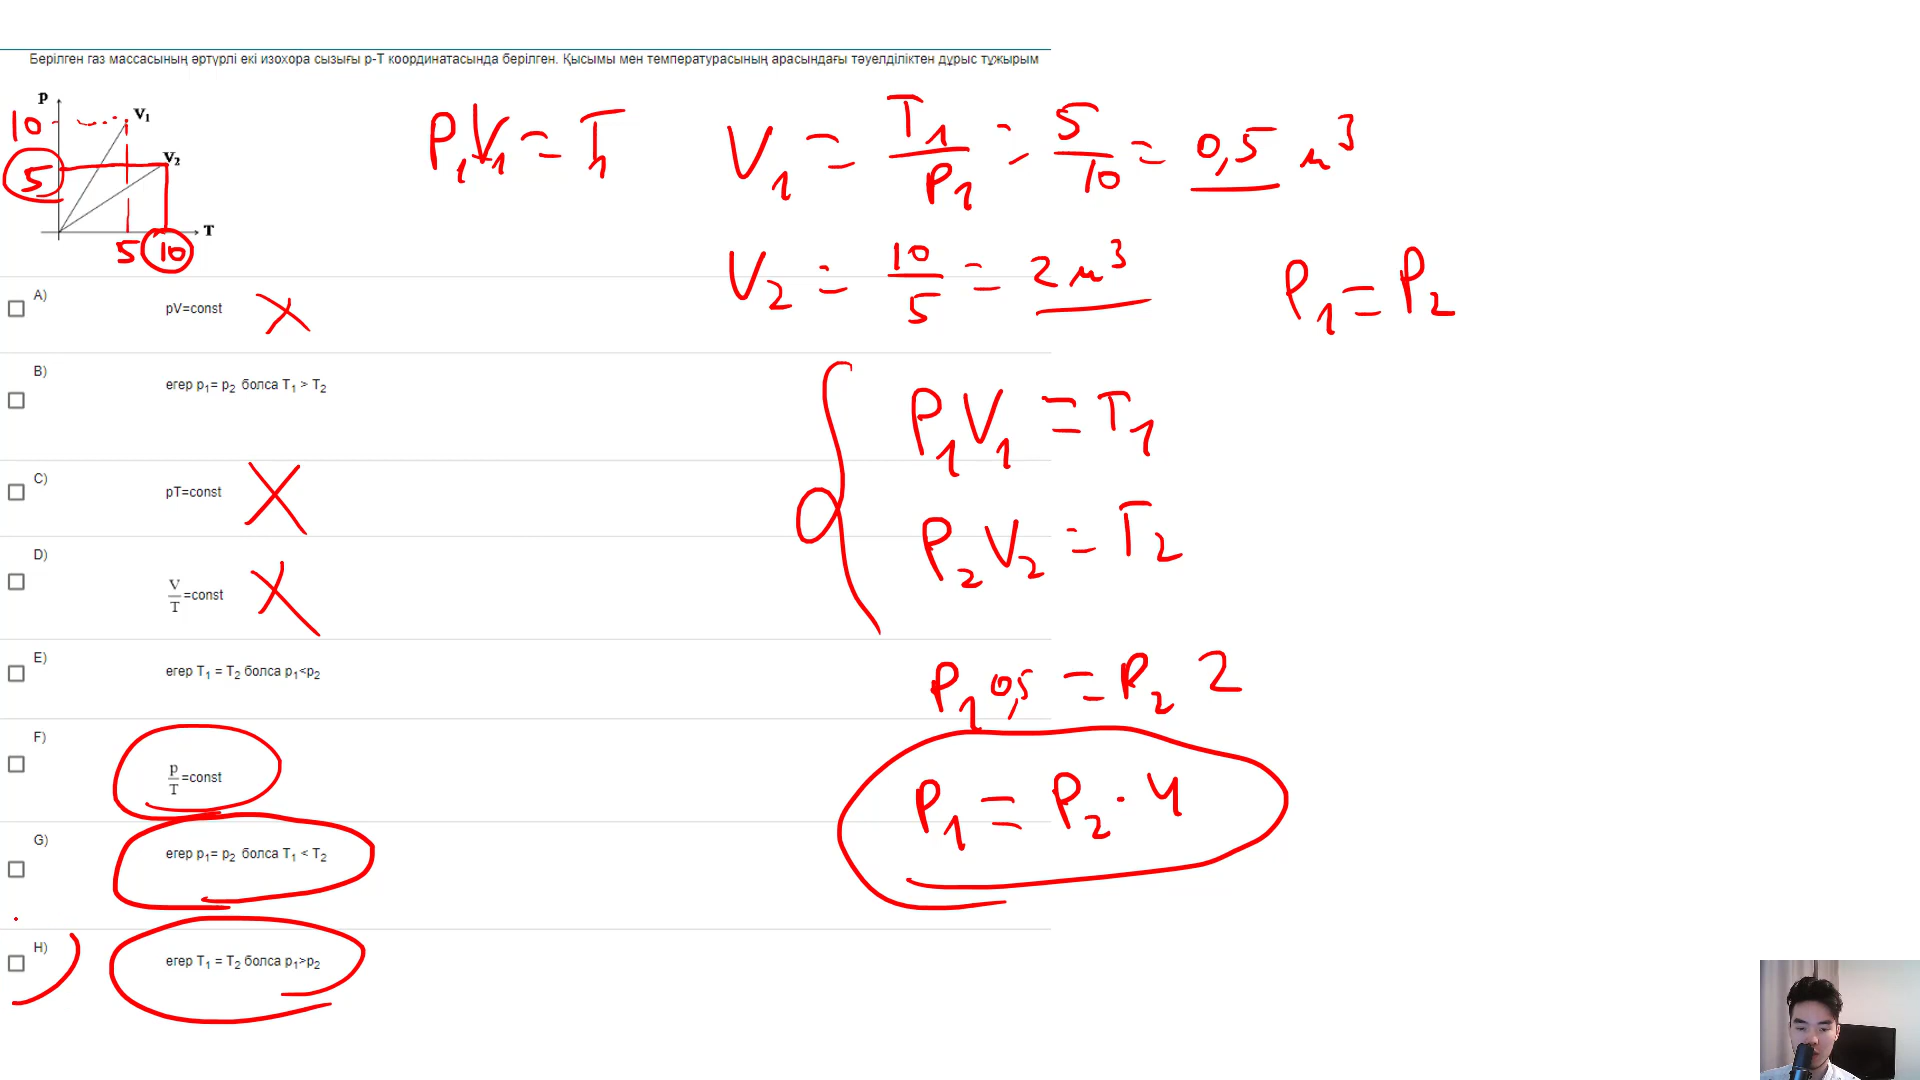 Берілген газ массасының әртүрлі екі изохора сызығы p-T координатасында берілген. Қысымы мен температурасының арасындағы тәуелділіктен дұрыс тұжырым
p
10
V₁
V₂
5
T
5 10
P₁V₁ = T₁
V₁ = T₁/P₁ = 5/10 = 0,5 м³
V₂ = 10/5 = 2 м³
P₁ = P₂
P₁V₁ = T₁
P₂V₂ = T₂
P₁ 0,5 = P₂ 2
P₁ = P₂ · 4
A)
pV=const
B)
егер p₁= p₂ болса T₁ > T₂
C)
pT=const
D)
V/T=const
E)
егер T₁ = T₂ болса p₁<p₂
F)
p/T=const
G)
егер p₁= p₂ болса T₁ < T₂
H)
егер T₁ = T₂ болса p₁>p₂